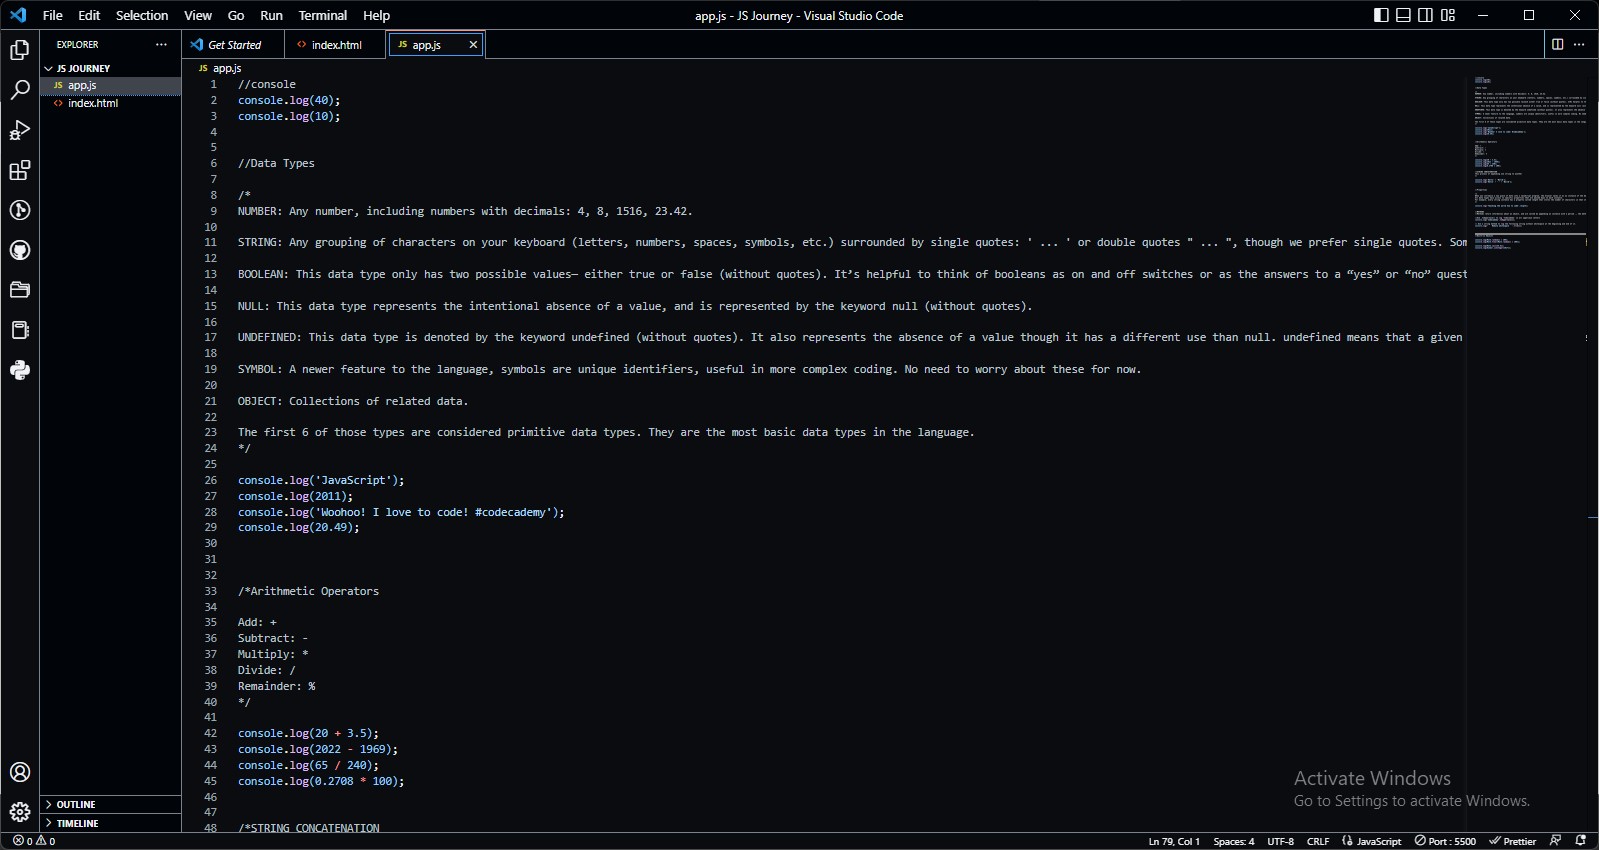 File Edit Selection View Go Run Terminal Help
app.js - JS Journey - Visual Studio Code
EXPLORER ...
Get Started
<> index.html
JS app.js
JS JOURNEY
JS app.js
<> index.html
JS app.js
1 //console
2 console.log(40);
3 console.log(10);
4
5
6 //Data Types
7
8 /*
9 NUMBER: Any number, including numbers with decimals: 4, 8, 1516, 23.42.
10
11 STRING: Any grouping of characters on your keyboard (letters, numbers, spaces, symbols, etc.) surrounded by single quotes: ' ... ' or double quotes " ... ", though we prefer single quotes. Som
12
13 BOOLEAN: This data type only has two possible values— either true or false (without quotes). It’s helpful to think of booleans as on and off switches or as the answers to a “yes” or “no” quest
14
15 NULL: This data type represents the intentional absence of a value, and is represented by the keyword null (without quotes).
16
17 UNDEFINED: This data type is denoted by the keyword undefined (without quotes). It also represents the absence of a value though it has a different use than null. undefined means that a given
18
19 SYMBOL: A newer feature to the language, symbols are unique identifiers, useful in more complex coding. No need to worry about these for now.
20
21 OBJECT: Collections of related data.
22
23 The first 6 of those types are considered primitive data types. They are the most basic data types in the language.
24 */
25
26 console.log('JavaScript');
27 console.log(2011);
28 console.log('Woohoo! I love to code! #codecademy');
29 console.log(20.49);
30
31
32
33 /*Arithmetic Operators
34
35 Add: +
36 Subtract: -
37 Multiply: *
38 Divide: /
39 Remainder: %
40 */
41
42 console.log(20 + 3.5);
43 console.log(2022 - 1969);
44 console.log(65 / 240);
45 console.log(0.2708 * 100);
46
47
48 /*STRING CONCATENATION
OUTLINE
TIMELINE
Activate Windows
Go to Settings to activate Windows.
0 0
Ln 79, Col 1 Spaces: 4 UTF-8 CRLF JavaScript Port : 5500 Prettier